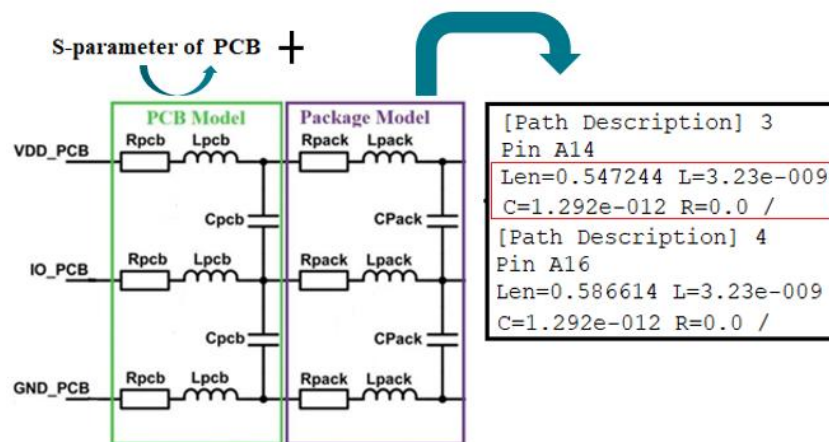 S-parameter of PCB +
PCB Model
Package Model
Rpcb Lpcb Rpack Lpack
VDD_PCB
Cpcb CPack
Rpcb Lpcb Rpack Lpack
IO_PCB
Cpcb CPack
Rpcb Lpcb Rpack Lpack
GND_PCB
[Path Description] 3
Pin A14
Len=0.547244 L=3.23e-009
C=1.292e-012 R=0.0 /
[Path Description] 4
Pin A16
Len=0.586614 L=3.23e-009
C=1.292e-012 R=0.0 /